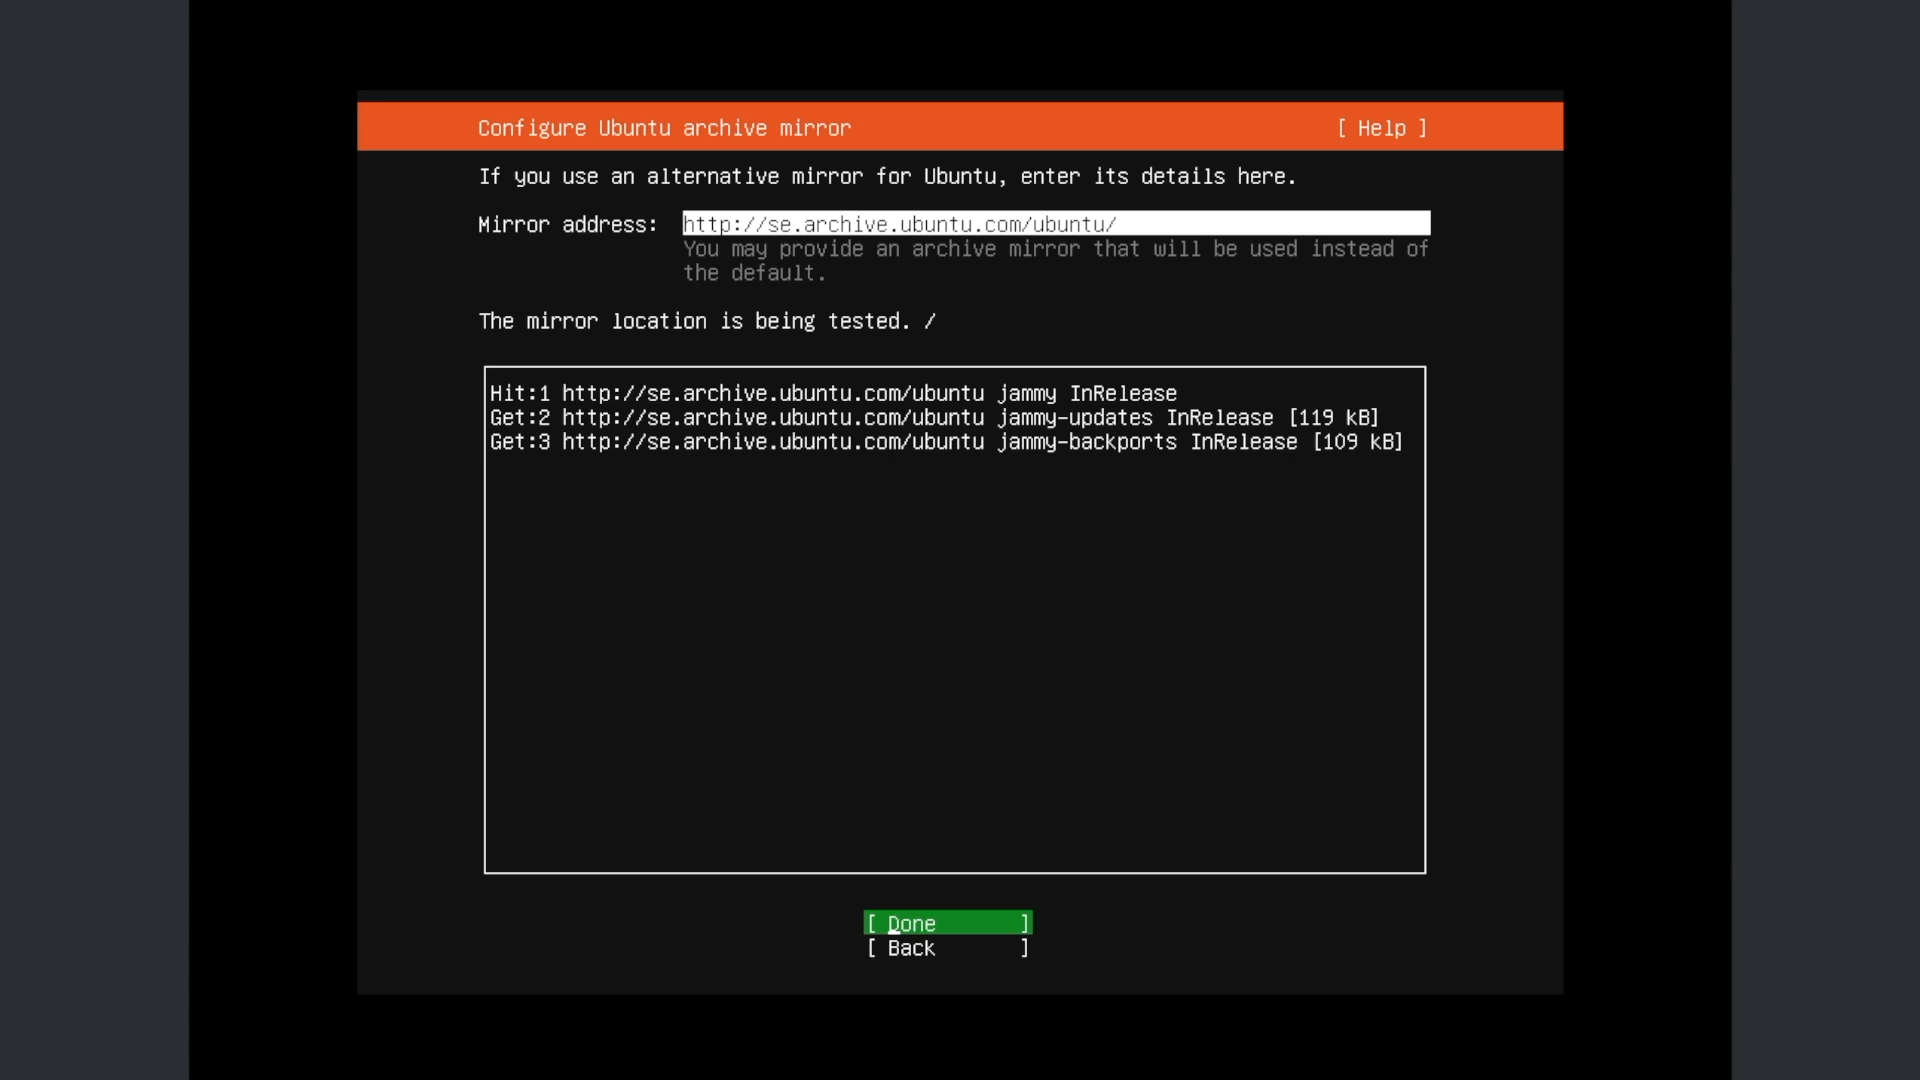 Configure Ubuntu archive mirror [ Help ]
If you use an alternative mirror for Ubuntu, enter its details here.
Mirror address: http://se.archive.ubuntu.com/ubuntu/
You may provide an archive mirror that will be used instead of
the default.
The mirror location is being tested. /
Hit:1 http://se.archive.ubuntu.com/ubuntu jammy InRelease
Get:2 http://se.archive.ubuntu.com/ubuntu jammy-updates InRelease [119 kB]
Get:3 http://se.archive.ubuntu.com/ubuntu jammy-backports InRelease [109 kB]
[ Done ]
[ Back ]